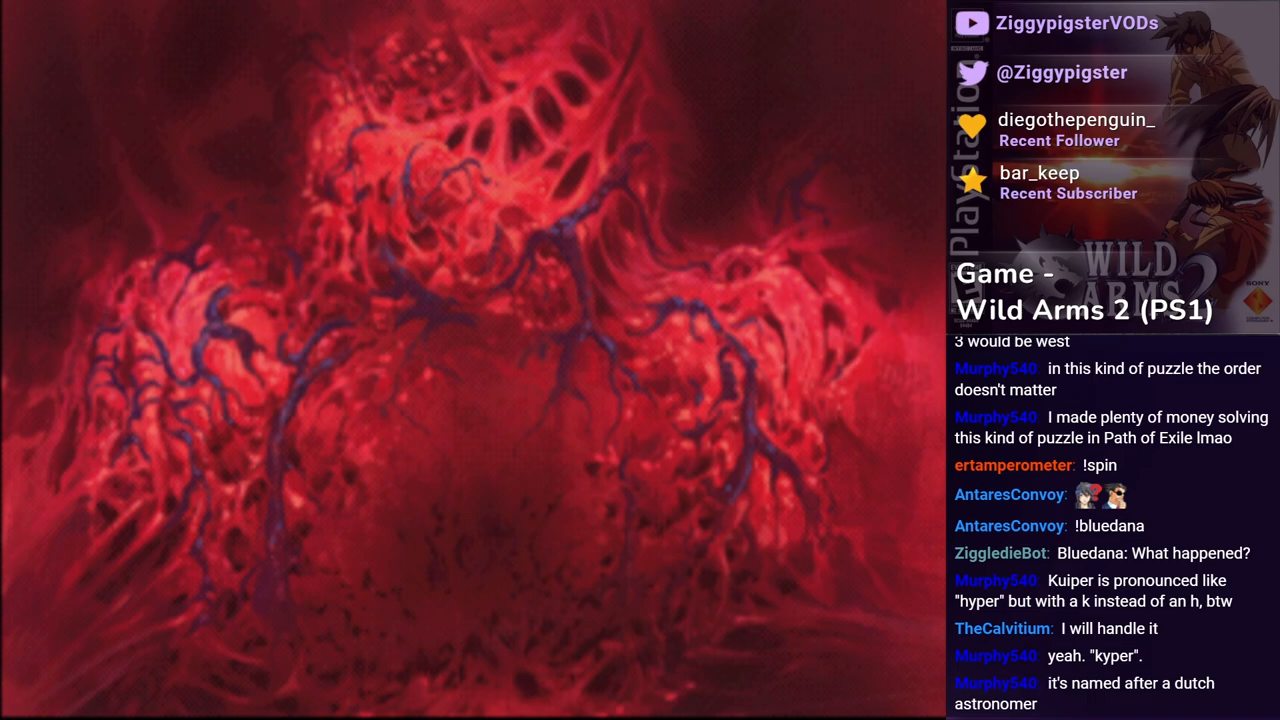 ZiggypigsterVODs
@Ziggypigster
diegothepenguin_
Recent Follower
bar_keep
Recent Subscriber
PlayStation
WILD
ARMS 2
SONY
Game -
Wild Arms 2 (PS1)
3 would be west
Murphy540: in this kind of puzzle the order
doesn't matter
Murphy540: I made plenty of money solving
this kind of puzzle in Path of Exile lmao
ertamperometer: !spin
AntaresConvoy:
AntaresConvoy: !bluedana
ZiggledieBot: Bluedana: What happened?
Murphy540: Kuiper is pronounced like
"hyper" but with a k instead of an h, btw
TheCalvitium: I will handle it
Murphy540: yeah. "kyper".
Murphy540: it's named after a dutch
astronomer